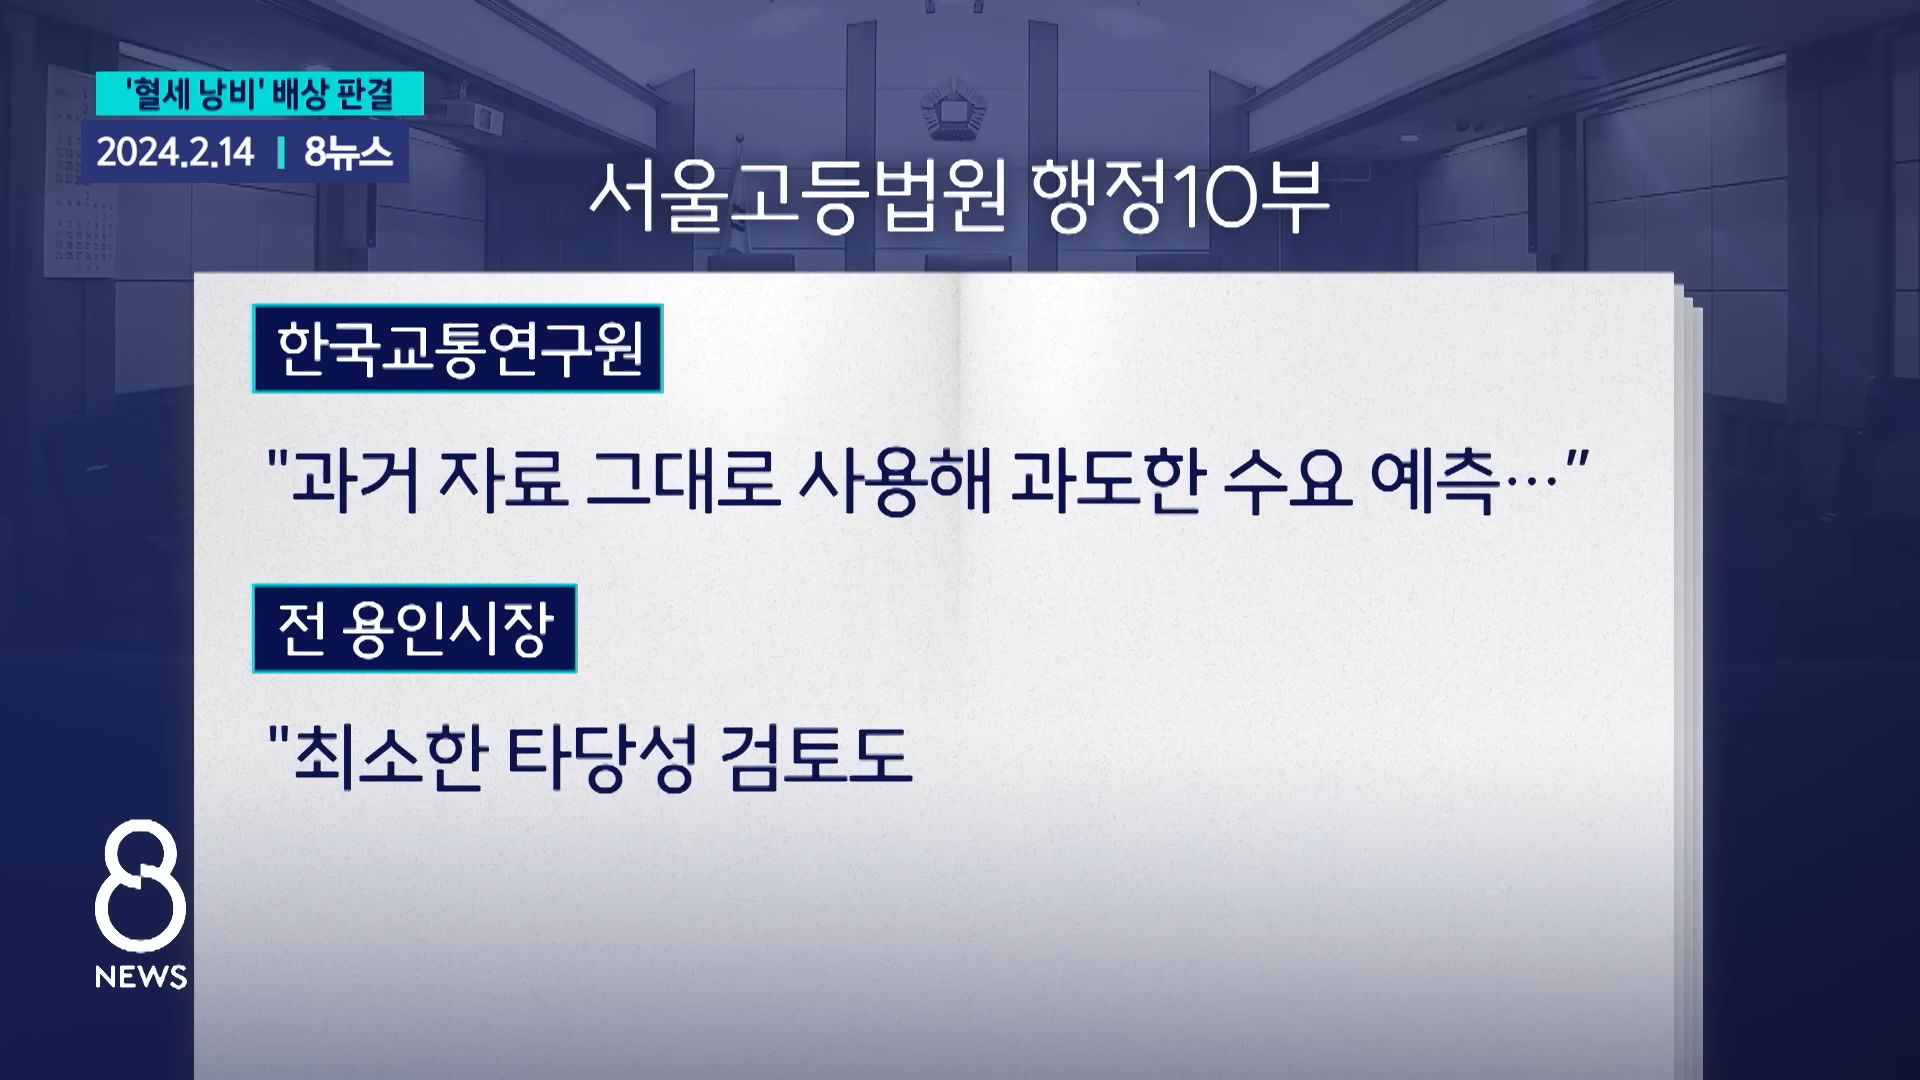 '혈세 낭비' 배상 판결
2024.2.14 | 8뉴스
서울고등법원 행정10부
한국교통연구원
"과거 자료 그대로 사용해 과도한 수요 예측…"
전 용인시장
"최소한 타당성 검토도
8
NEWS